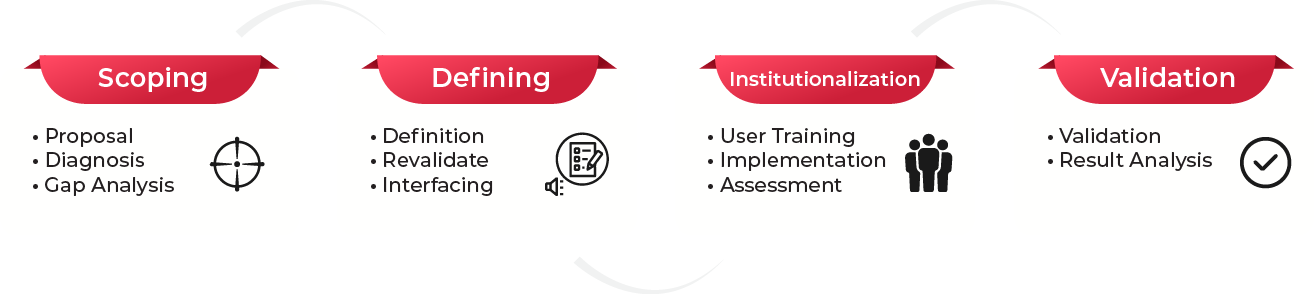 Scoping
• Proposal
• Diagnosis
• Gap Analysis
Defining
• Definition
• Revalidate
• Interfacing
Institutionalization
• User Training
• Implementation
• Assessment
Validation
• Validation
• Result Analysis